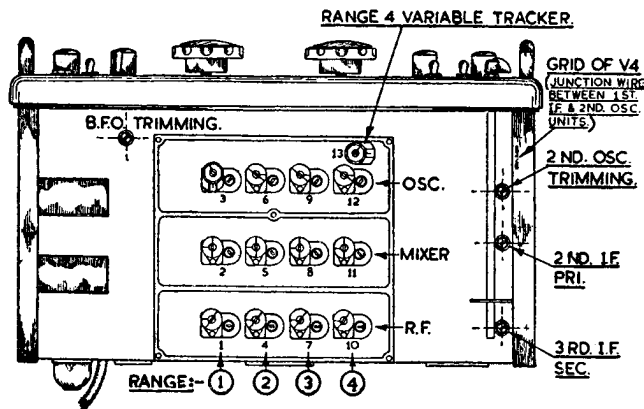 RANGE 4 VARIABLE TRACKER.
GRID OF V4
(JUNCTION WIRE
BETWEEN 1ST.
I.F. & 2ND. OSC.
UNITS.)
B.F.O. TRIMMING.
13
3 6 9 12
OSC.
2 ND. OSC.
TRIMMING.
2 5 8 11
MIXER
2 ND. I.F.
PRI.
1 4 7 10
R.F.
3 RD. I.F.
SEC.
RANGE:- 1 2 3 4